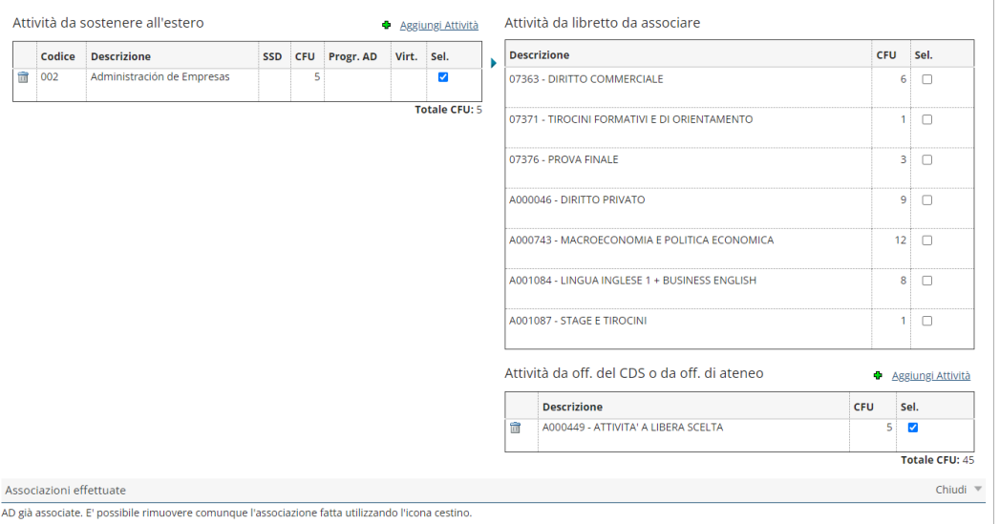 Attività da sostenere all'estero
Aggiungi Attività
Codice Descrizione SSD CFU Progr. AD Virt. Sel.
002 Administración de Empresas 5
Totale CFU: 5
Attività da libretto da associare
Descrizione CFU Sel.
07363 - DIRITTO COMMERCIALE 6
07371 - TIROCINI FORMATIVI E DI ORIENTAMENTO 1
07376 - PROVA FINALE 3
A000046 - DIRITTO PRIVATO 9
A000743 - MACROECONOMIA E POLITICA ECONOMICA 12
A001084 - LINGUA INGLESE 1 + BUSINESS ENGLISH 8
A001087 - STAGE E TIROCINI 1
Attività da off. del CDS o da off. di ateneo
Aggiungi Attività
Descrizione CFU Sel.
A000449 - ATTIVITA' A LIBERA SCELTA 5
Totale CFU: 45
Associazioni effettuate Chiudi
AD già associate. E' possibile rimuovere comunque l'associazione fatta utilizzando l'icona cestino.